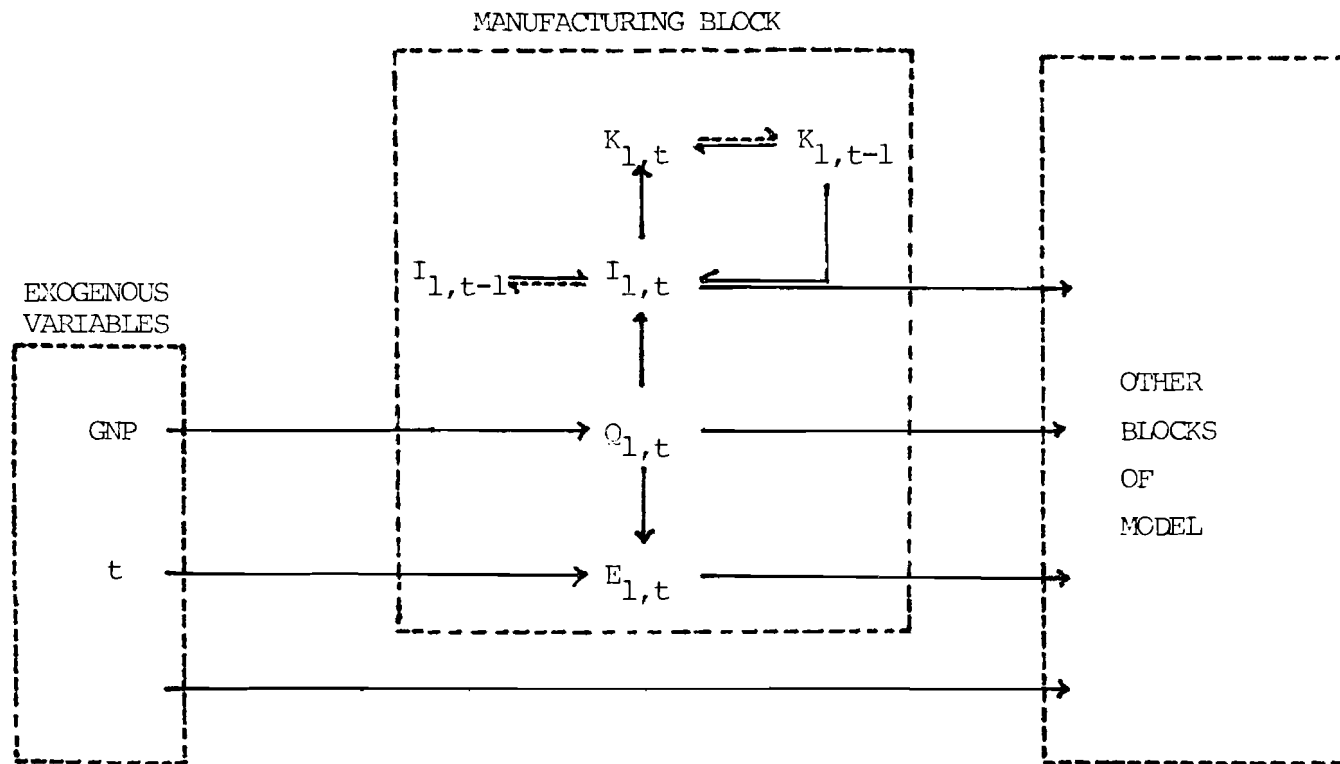 MANUFACTURING BLOCK
K1,t
K1,t-1
I1,t-1
I1,t
EXOGENOUS
VARIABLES
GNP
Q1,t
t
E1,t
OTHER
BLOCKS
OF
MODEL